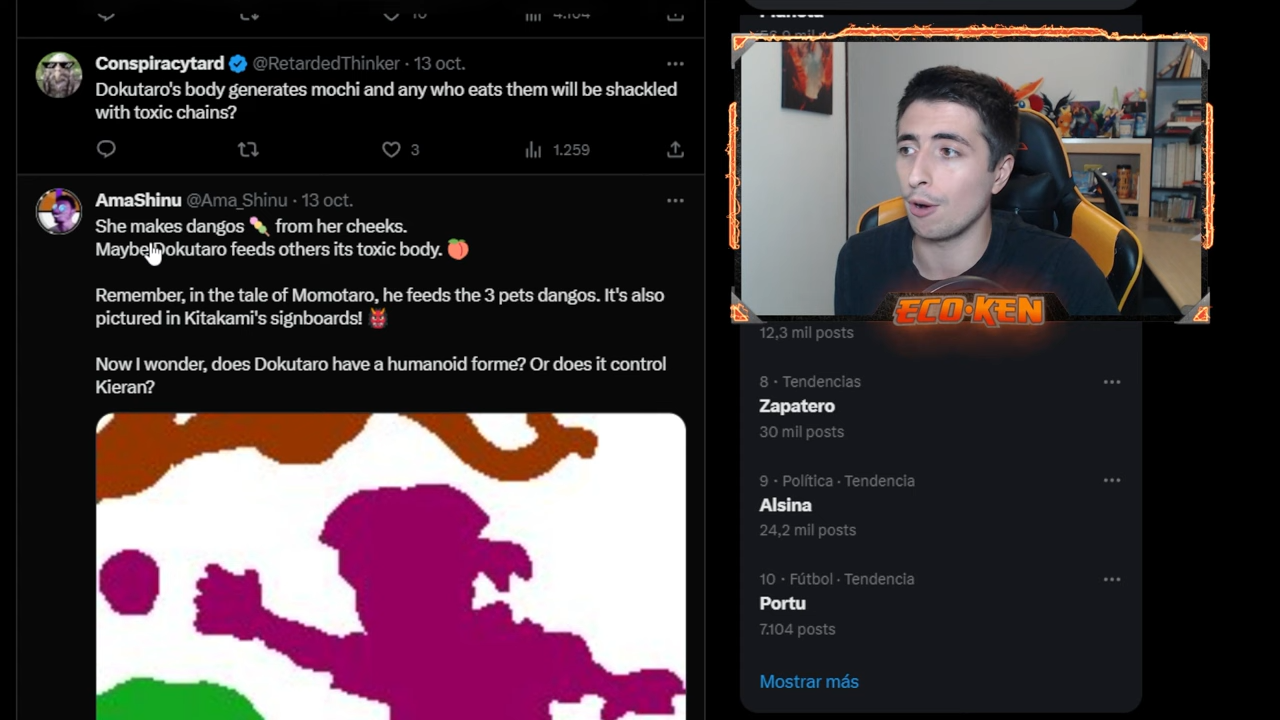 Conspiracytard @RetardedThinker · 13 oct.
Dokutaro's body generates mochi and any who eats them will be shackled
with toxic chains?
3
1.259
AmaShinu @Ama_Shinu · 13 oct.
She makes dangos 🍡 from her cheeks.
Maybe Dokutaro feeds others its toxic body. 🍑
Remember, in the tale of Momotaro, he feeds the 3 pets dangos. It's also
pictured in Kitakami's signboards! 👹
Now I wonder, does Dokutaro have a humanoid forme? Or does it control
Kieran?
ECO·KEN
12,3 mil posts
8 · Tendencias
Zapatero
30 mil posts
9 · Política · Tendencia
Alsina
24,2 mil posts
10 · Fútbol · Tendencia
Portu
7.104 posts
Mostrar más